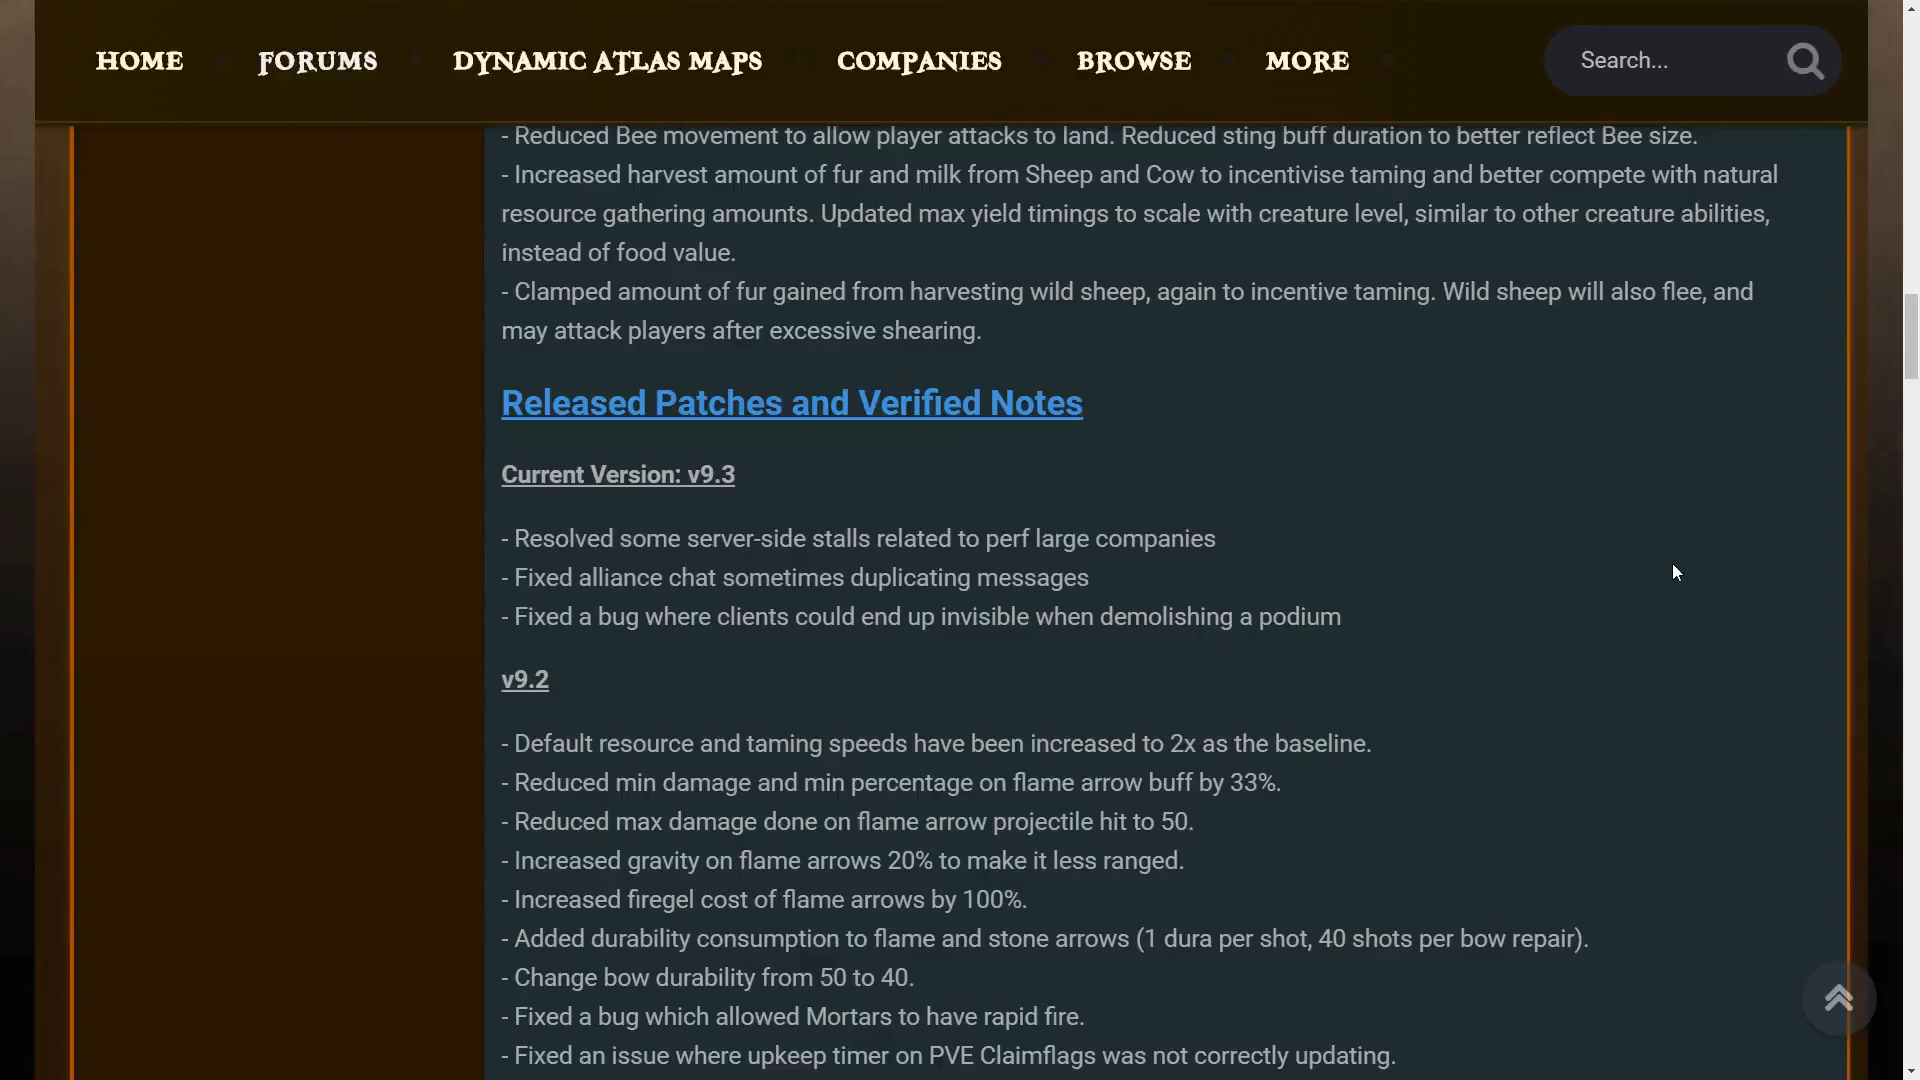 HOME FORUMS DYNAMIC ATLAS MAPS COMPANIES BROWSE MORE Search...
- Reduced Bee movement to allow player attacks to land. Reduced sting buff duration to better reflect Bee size.
- Increased harvest amount of fur and milk from Sheep and Cow to incentivise taming and better compete with natural
resource gathering amounts. Updated max yield timings to scale with creature level, similar to other creature abilities,
instead of food value.
- Clamped amount of fur gained from harvesting wild sheep, again to incentive taming. Wild sheep will also flee, and
may attack players after excessive shearing.
Released Patches and Verified Notes
Current Version: v9.3
- Resolved some server-side stalls related to perf large companies
- Fixed alliance chat sometimes duplicating messages
- Fixed a bug where clients could end up invisible when demolishing a podium
v9.2
- Default resource and taming speeds have been increased to 2x as the baseline.
- Reduced min damage and min percentage on flame arrow buff by 33%.
- Reduced max damage done on flame arrow projectile hit to 50.
- Increased gravity on flame arrows 20% to make it less ranged.
- Increased firegel cost of flame arrows by 100%.
- Added durability consumption to flame and stone arrows (1 dura per shot, 40 shots per bow repair).
- Change bow durability from 50 to 40.
- Fixed a bug which allowed Mortars to have rapid fire.
- Fixed an issue where upkeep timer on PVE Claimflags was not correctly updating.